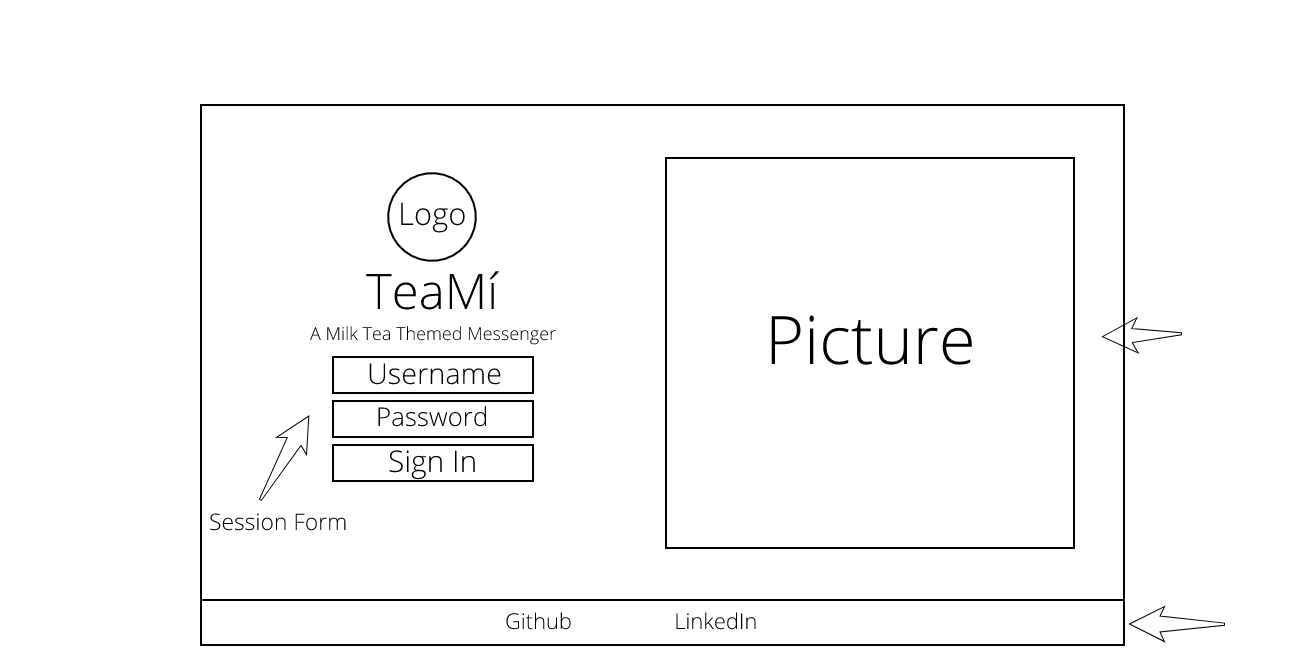 Logo
TeaMí
A Milk Tea Themed Messenger
Username
Password
Sign In
Session Form
Picture
Github
LinkedIn